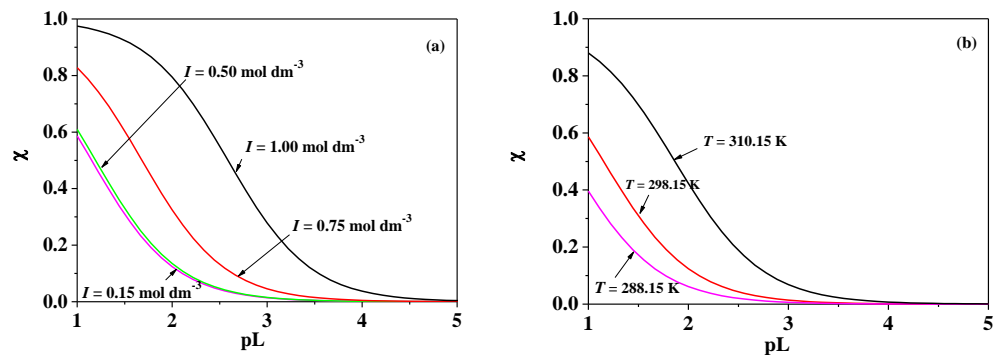 1.0
(a)
I = 0.50 mol dm-3
0.8
0.6
χ
I = 1.00 mol dm-3
0.4
I = 0.75 mol dm-3
0.2
I = 0.15 mol dm-3
0.0
1 2 3 4 5
pL
1.0
(b)
0.8
0.6
T = 310.15 K
χ
T = 298.15 K
0.4
0.2
T = 288.15 K
0.0
1 2 3 4 5
pL